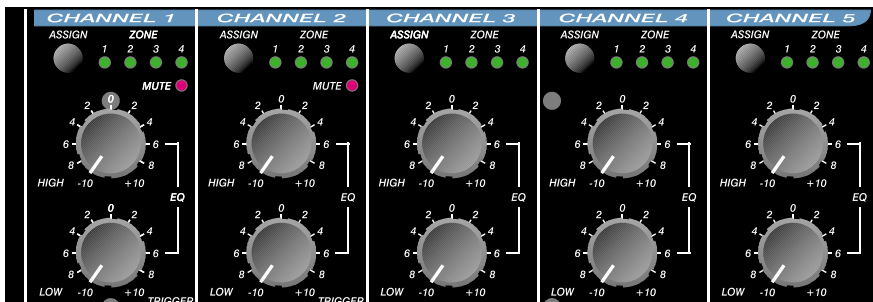 CHANNEL 1 CHANNEL 2 CHANNEL 3 CHANNEL 4 CHANNEL 5
ASSIGN ZONE ASSIGN ZONE ASSIGN ZONE ASSIGN ZONE ASSIGN ZONE
1 2 3 4 1 2 3 4 1 2 3 4 1 2 3 4 1 2 3 4
MUTE MUTE
0 0 0 0 0
2 2 2 2 2 2 2 2 2 2
4 4 4 4 4 4 4 4 4 4
6 6 6 6 6 6 6 6 6 6
8 8 8 8 8 8 8 8 8 8
HIGH -10 +10 HIGH -10 +10 HIGH -10 +10 HIGH -10 +10 HIGH -10 +10
EQ EQ EQ EQ EQ
0 0 0 0 0
2 2 2 2 2 2 2 2 2 2
4 4 4 4 4 4 4 4 4 4
6 6 6 6 6 6 6 6 6 6
8 8 8 8 8 8 8 8 8 8
LOW -10 +10 LOW -10 +10 LOW -10 +10 LOW -10 +10 LOW -10 +10
TRIGGER TRIGGER